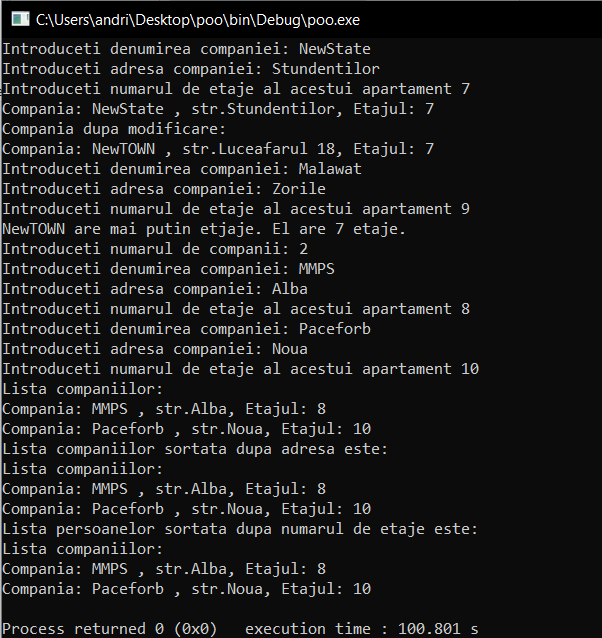 C:\Users\andri\Desktop\poo\bin\Debug\poo.exe
Introduceti denumirea companiei: NewState
Introduceti adresa companiei: Stundentilor
Introduceti numarul de etaje al acestui apartament 7
Compania: NewState , str.Stundentilor, Etajul: 7
Compania dupa modificare:
Compania: NewTOWN , str.Luceafarul 18, Etajul: 7
Introduceti denumirea companiei: Malawat
Introduceti adresa companiei: Zorile
Introduceti numarul de etaje al acestui apartament 9
NewTOWN are mai putin etjaje. El are 7 etaje.
Introduceti numarul de companii: 2
Introduceti denumirea companiei: MMPS
Introduceti adresa companiei: Alba
Introduceti numarul de etaje al acestui apartament 8
Introduceti denumirea companiei: Paceforb
Introduceti adresa companiei: Noua
Introduceti numarul de etaje al acestui apartament 10
Lista companiilor:
Compania: MMPS , str.Alba, Etajul: 8
Compania: Paceforb , str.Noua, Etajul: 10
Lista companiilor sortata dupa adresa este:
Lista companiilor:
Compania: MMPS , str.Alba, Etajul: 8
Compania: Paceforb , str.Noua, Etajul: 10
Lista persoanelor sortata dupa numarul de etaje este:
Lista companiilor:
Compania: MMPS , str.Alba, Etajul: 8
Compania: Paceforb , str.Noua, Etajul: 10
Process returned 0 (0x0)   execution time : 100.801 s